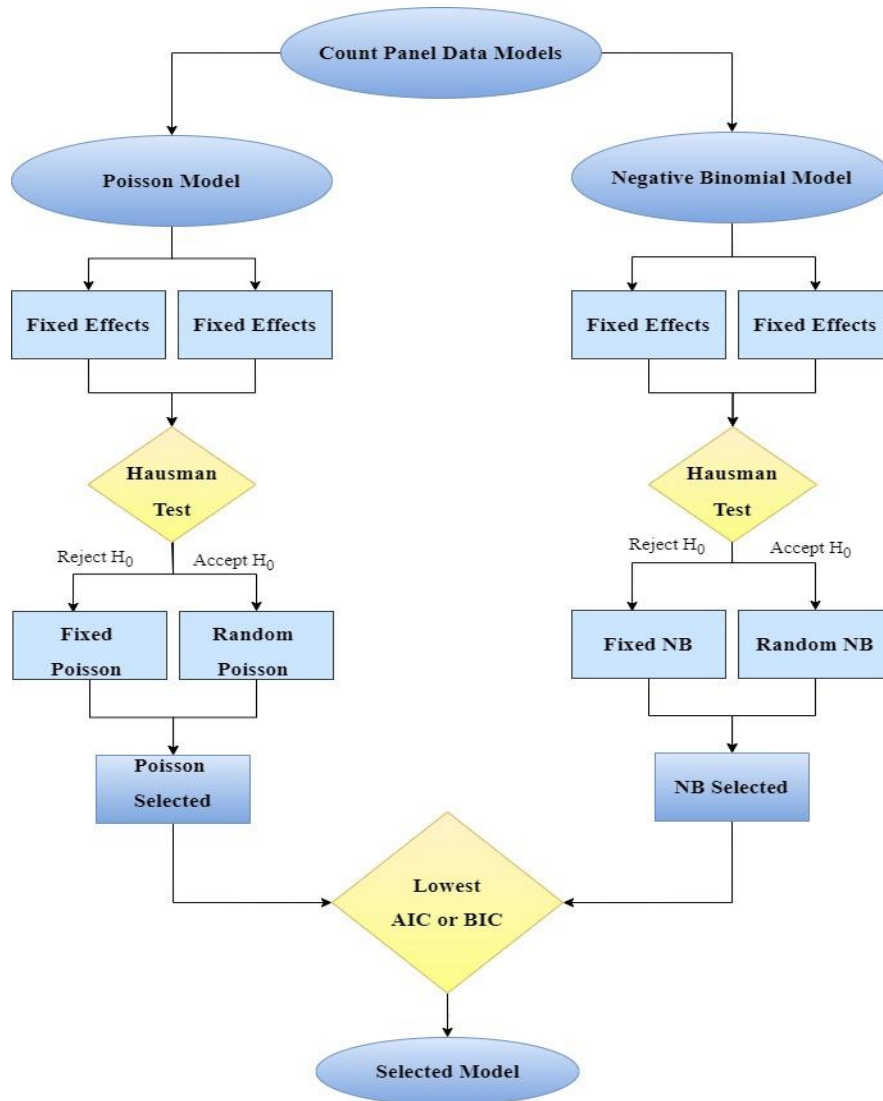 Count Panel Data Models
Poisson Model
Negative Binomial Model
Fixed Effects
Fixed Effects
Fixed Effects
Fixed Effects
Hausman
Test
Hausman
Test
Reject H₀
Accept H₀
Reject H₀
Accept H₀
Fixed
Poisson
Random
Poisson
Fixed NB
Random NB
Poisson
Selected
NB Selected
Lowest
AIC or BIC
Selected Model